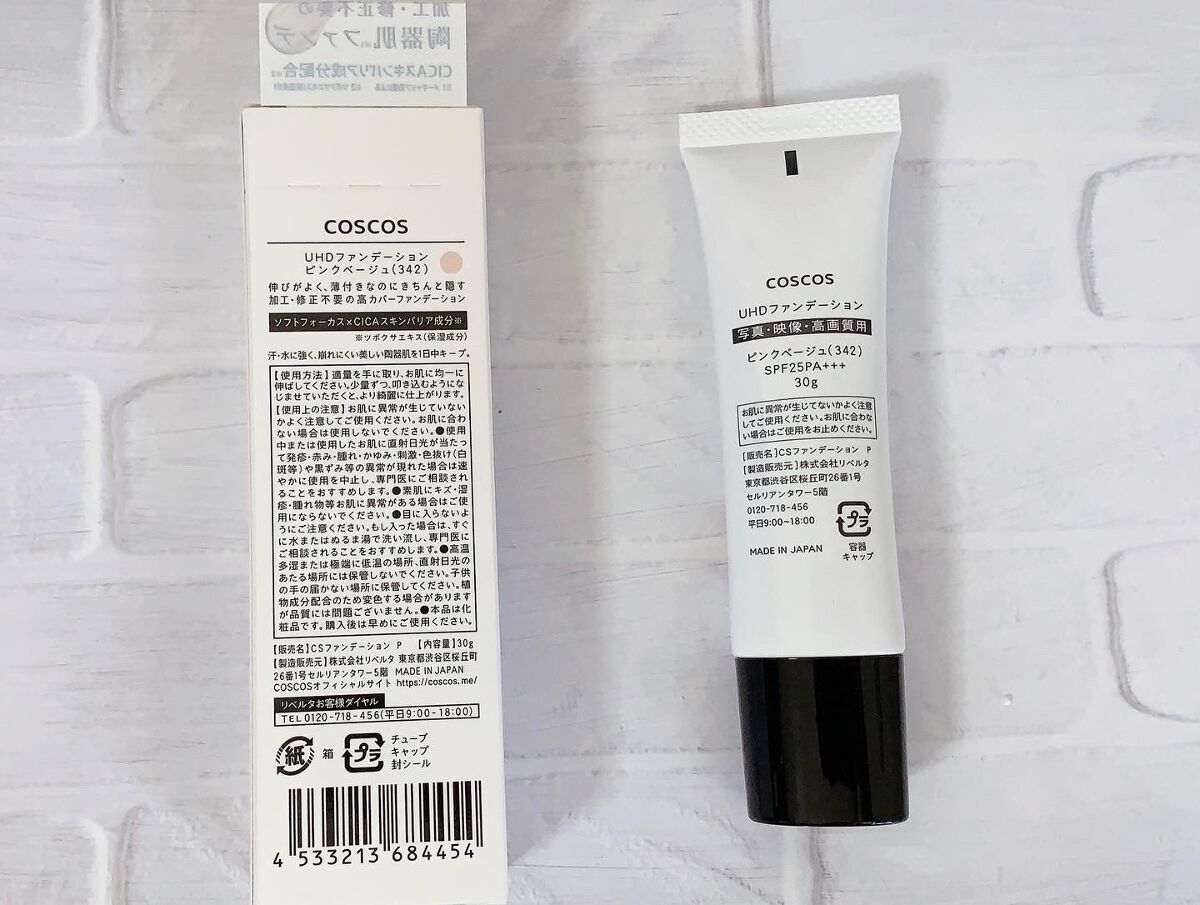 加工・修正不要の
陶器肌※1ファンデ
CICAスキンバリア成分配合※2
COSCOS
UHDファンデーション
ピンクベージュ(342)
伸びがよく、薄付きなのにきちんと隠す
加工・修正不要の高カバーファンデーション
ソフトフォーカス×CICAスキンバリア成分※
※ツボクサエキス(保湿成分)
汗・水に強く、崩れにくい美しい陶器肌を1日中キープ。
【使用方法】適量を手に取り、お肌に均一に
伸ばしてください。少量ずつ、叩き込むようにな
じませていただくと、より綺麗に仕上がります。
【使用上の注意】お肌に異常が生じていない
かよく注意してご使用ください。お肌に合わ
ない場合は使用しないでください。●使用
中または使用したお肌に直射日光が当たっ
て発疹・赤み・腫れ・かゆみ・刺激・色抜け(白
斑等)や黒ずみ等の異常が現れた場合は速
やかに使用を中止し、専門医にご相談され
ることをおすすめします。●素肌にキズ・湿
疹・腫れ物等お肌に異常がある場合はご使
用にならないでください。●目に入らないよ
うにご注意ください。もし入った場合は、すぐ
に水またはぬるま湯で洗い流し、専門医に
ご相談されることをおすすめします。●高温
多湿または極端に低温の場所、直射日光の
あたる場所には保管しないでください。子供
の手の届かない場所に保管してください。植
物成分配合のため変色する場合があります
が品質には問題ございません。●本品は化
粧品です。購入後は早めにご使用ください。
【販売名】CSファンデーション P 【内容量】30g
【製造販売元】株式会社リベルタ 東京都渋谷区桜丘町
26番1号セルリアンタワー5階 MADE IN JAPAN
COSCOSオフィシャルサイト https://coscos.me/
リベルタお客様ダイヤル
TEL0120-718-456(平日9:00-18:00)
紙 箱 プラ チューブ
キャップ
封シール
4 533213 684454
COSCOS
UHDファンデーション
写真・映像・高画質用
ピンクベージュ(342)
SPF25PA+++
30g
お肌に異常が生じてないかよく注意
してご使用ください。お肌に合わな
い場合はご使用をお止めください。
【販売名】CSファンデーション P
【製造販売元】株式会社リベルタ
東京都渋谷区桜丘町26番1号
セルリアンタワー5階
0120-718-456
平日9:00~18:00
MADE IN JAPAN
プラ
容器
キャップ